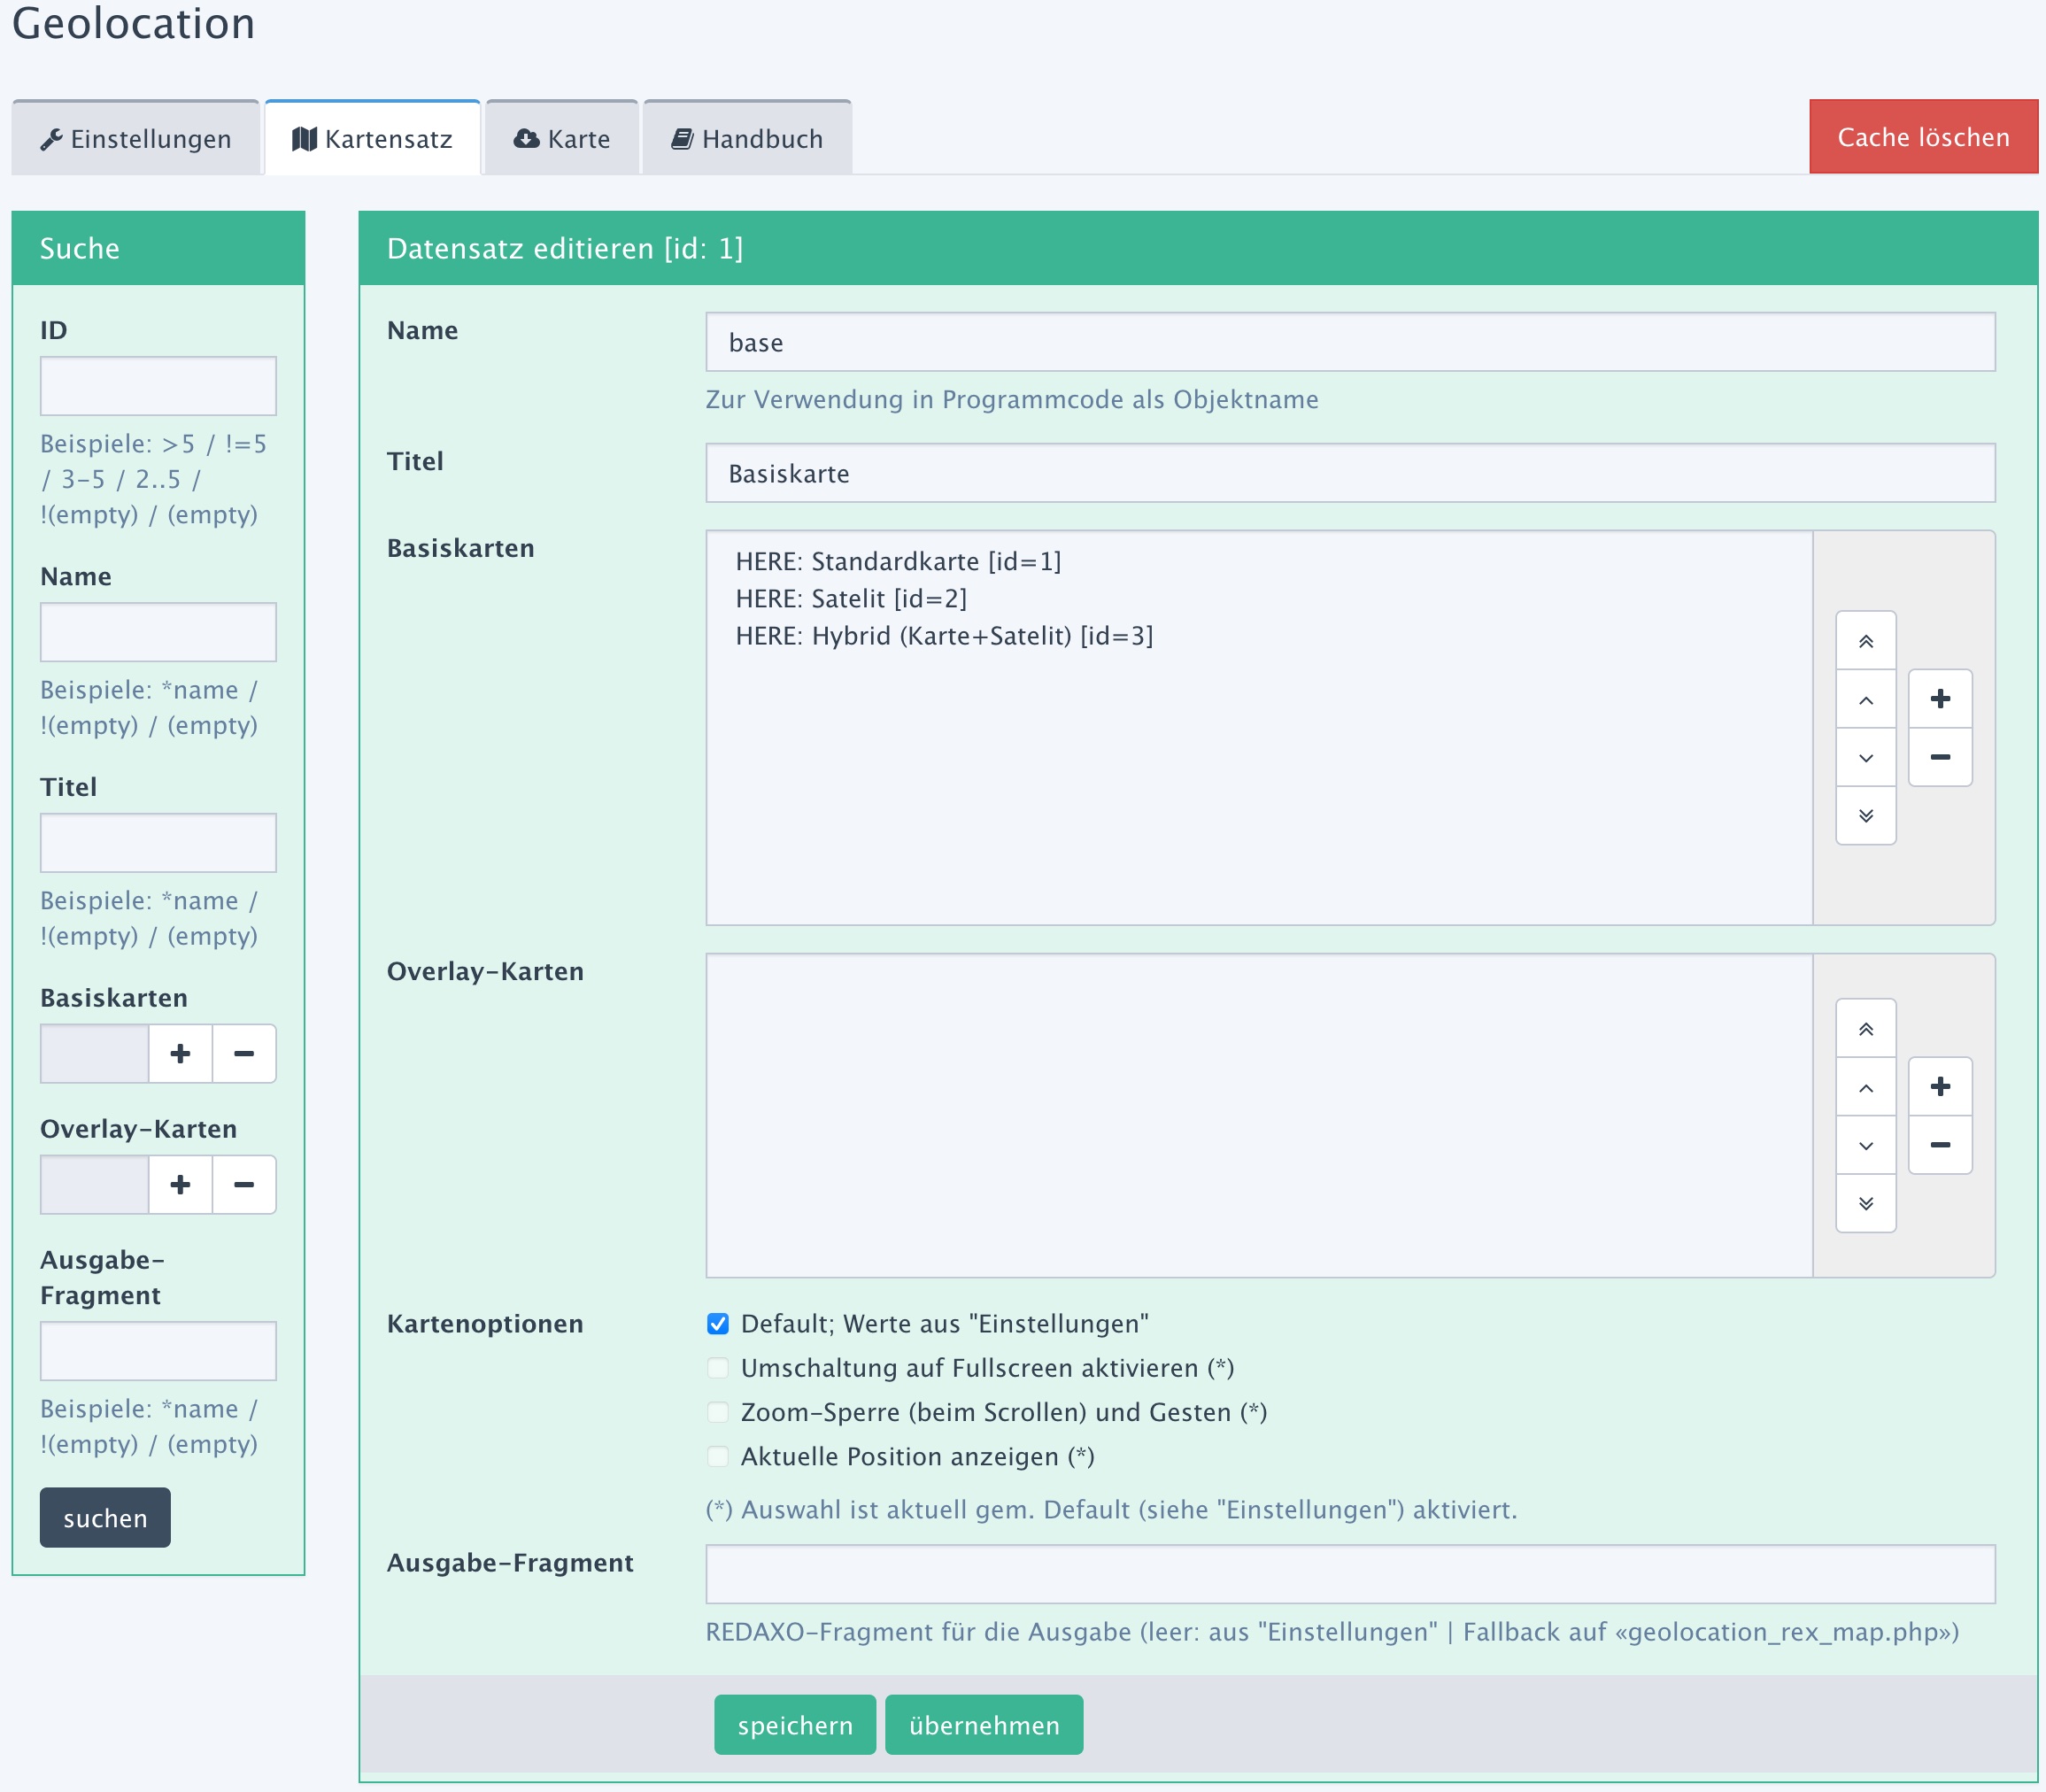 Geolocation
Einstellungen
Kartensatz
Karte
Handbuch
Cache löschen
Suche
ID
Beispiele: >5 / !=5
/ 3-5 / 2..5 /
!(empty) / (empty)
Name
Beispiele: *name /
!(empty) / (empty)
Titel
Beispiele: *name /
!(empty) / (empty)
Basiskarten
Overlay-Karten
Ausgabe-
Fragment
Beispiele: *name /
!(empty) / (empty)
suchen
Datensatz editieren [id: 1]
Name
base
Zur Verwendung in Programmcode als Objektname
Titel
Basiskarte
Basiskarten
HERE: Standardkarte [id=1]
HERE: Satelit [id=2]
HERE: Hybrid (Karte+Satelit) [id=3]
Overlay-Karten
Kartenoptionen
Default; Werte aus "Einstellungen"
Umschaltung auf Fullscreen aktivieren (*)
Zoom-Sperre (beim Scrollen) und Gesten (*)
Aktuelle Position anzeigen (*)
(*) Auswahl ist aktuell gem. Default (siehe "Einstellungen") aktiviert.
Ausgabe-Fragment
REDAXO-Fragment für die Ausgabe (leer: aus "Einstellungen" | Fallback auf «geolocation_rex_map.php»)
speichern
übernehmen